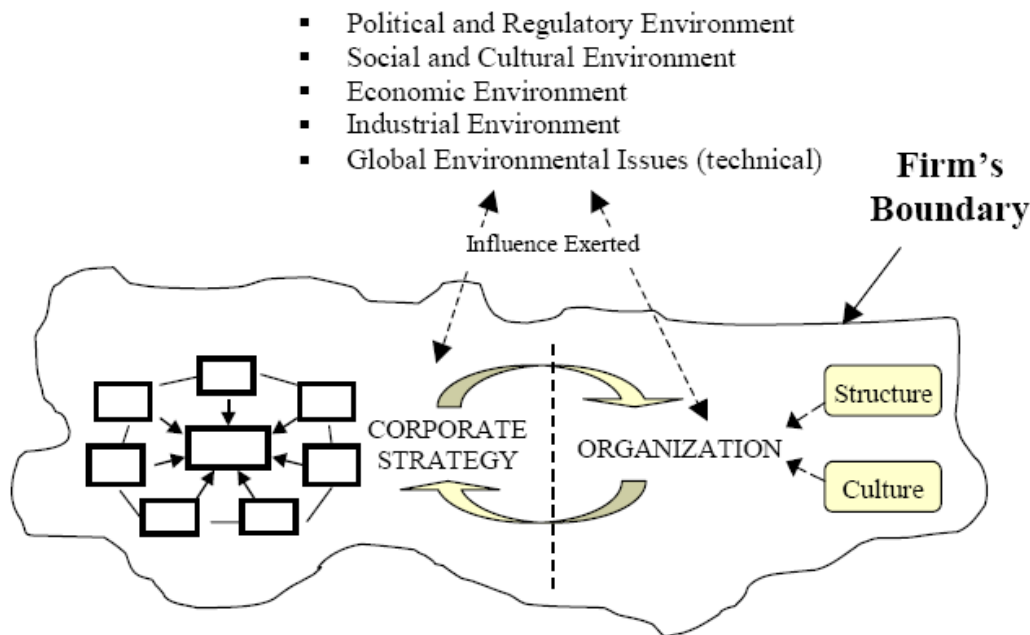 ▪ Political and Regulatory Environment
▪ Social and Cultural Environment
▪ Economic Environment
▪ Industrial Environment
▪ Global Environmental Issues (technical)
Firm’s
Boundary
Influence Exerted
CORPORATE
STRATEGY
ORGANIZATION
Structure
Culture